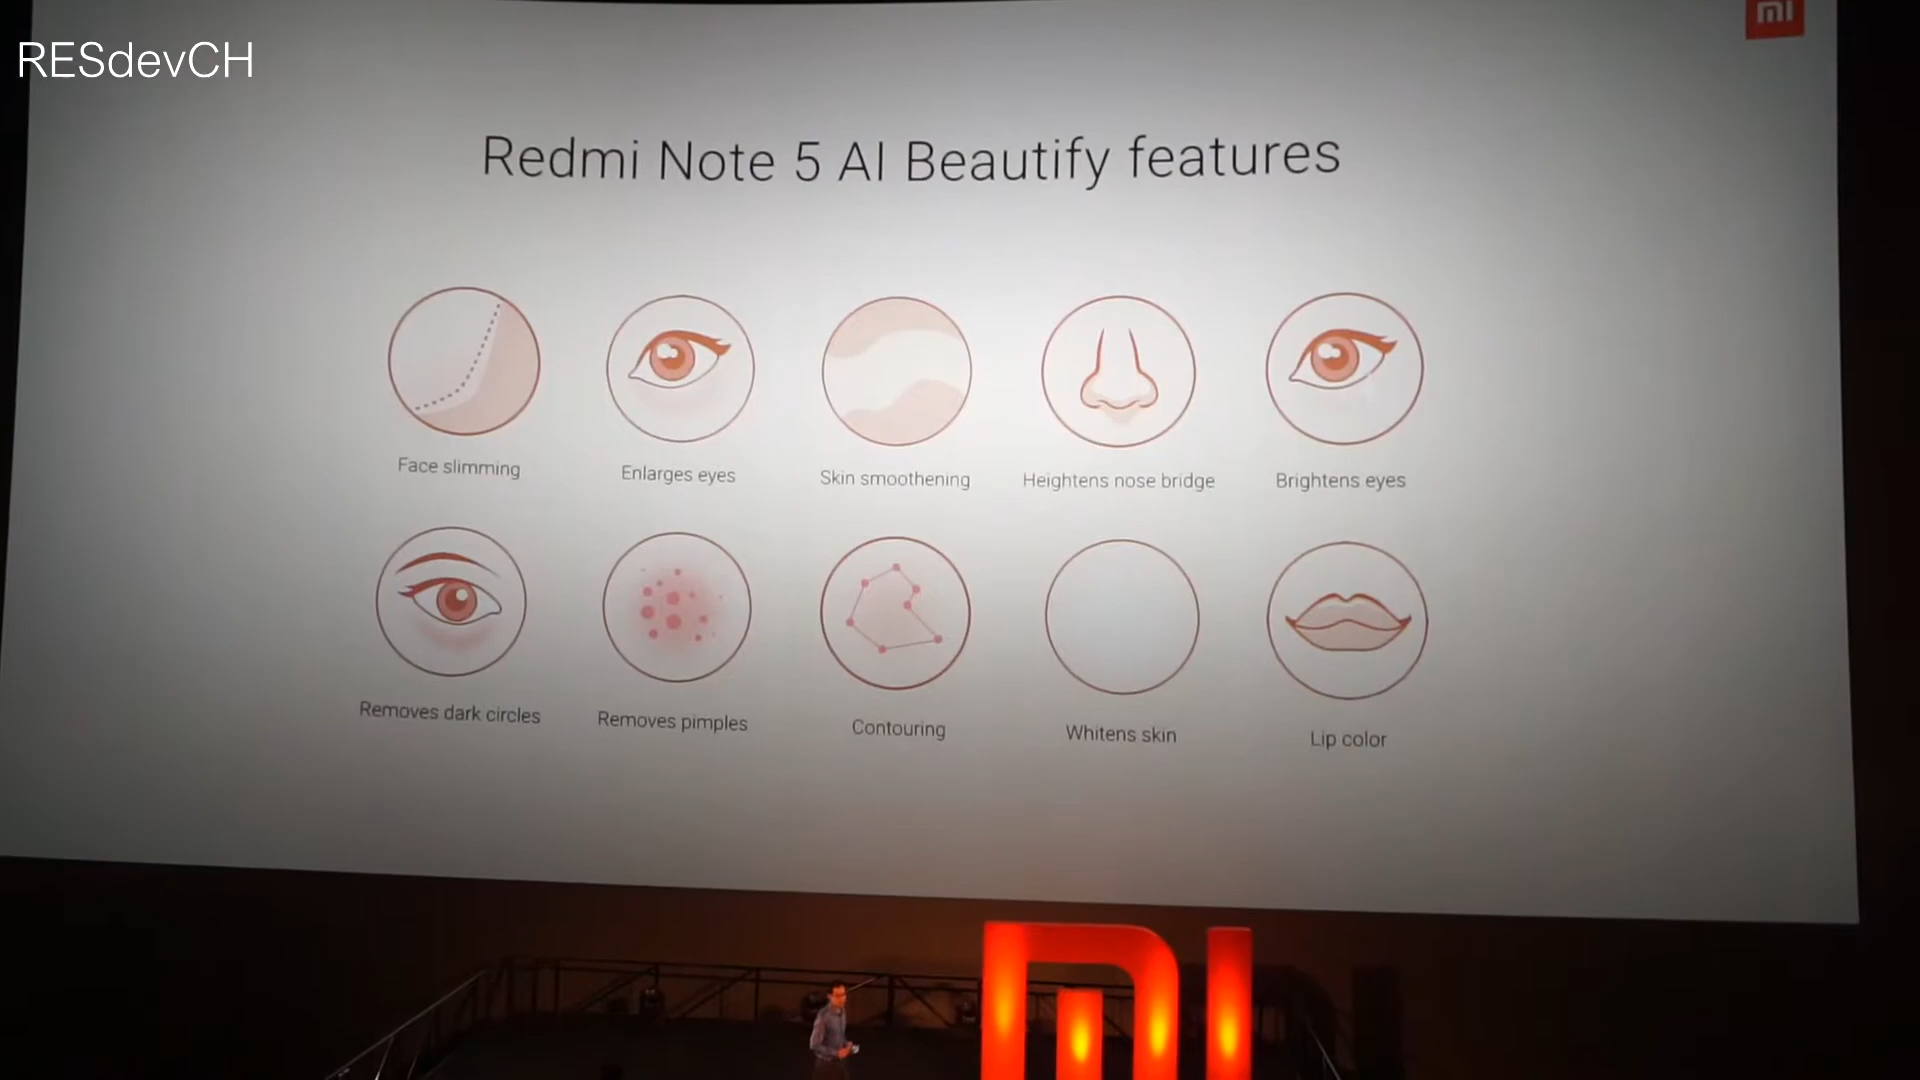 RESdevCH
mi
Redmi Note 5 AI Beautify features
Face slimming
Enlarges eyes
Skin smoothening
Heightens nose bridge
Brightens eyes
Removes dark circles
Removes pimples
Contouring
Whitens skin
Lip color
mi